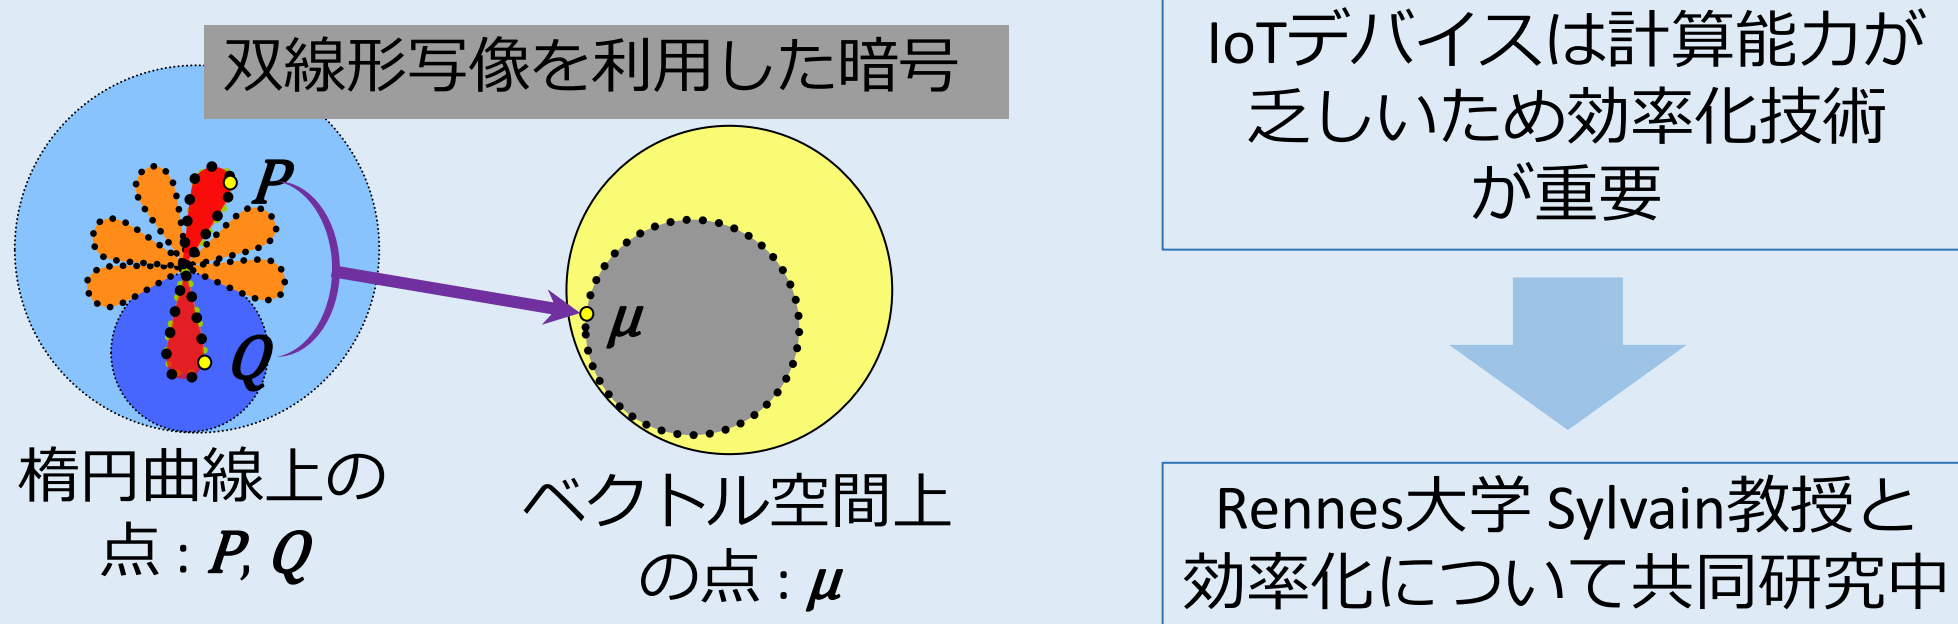 双線形写像を利用した暗号
P
Q
μ
楕円曲線上の
点 : P, Q
ベクトル空間上
の点 : μ
IoTデバイスは計算能力が
乏しいため効率化技術
が重要
Rennes大学 Sylvain教授と
効率化について共同研究中